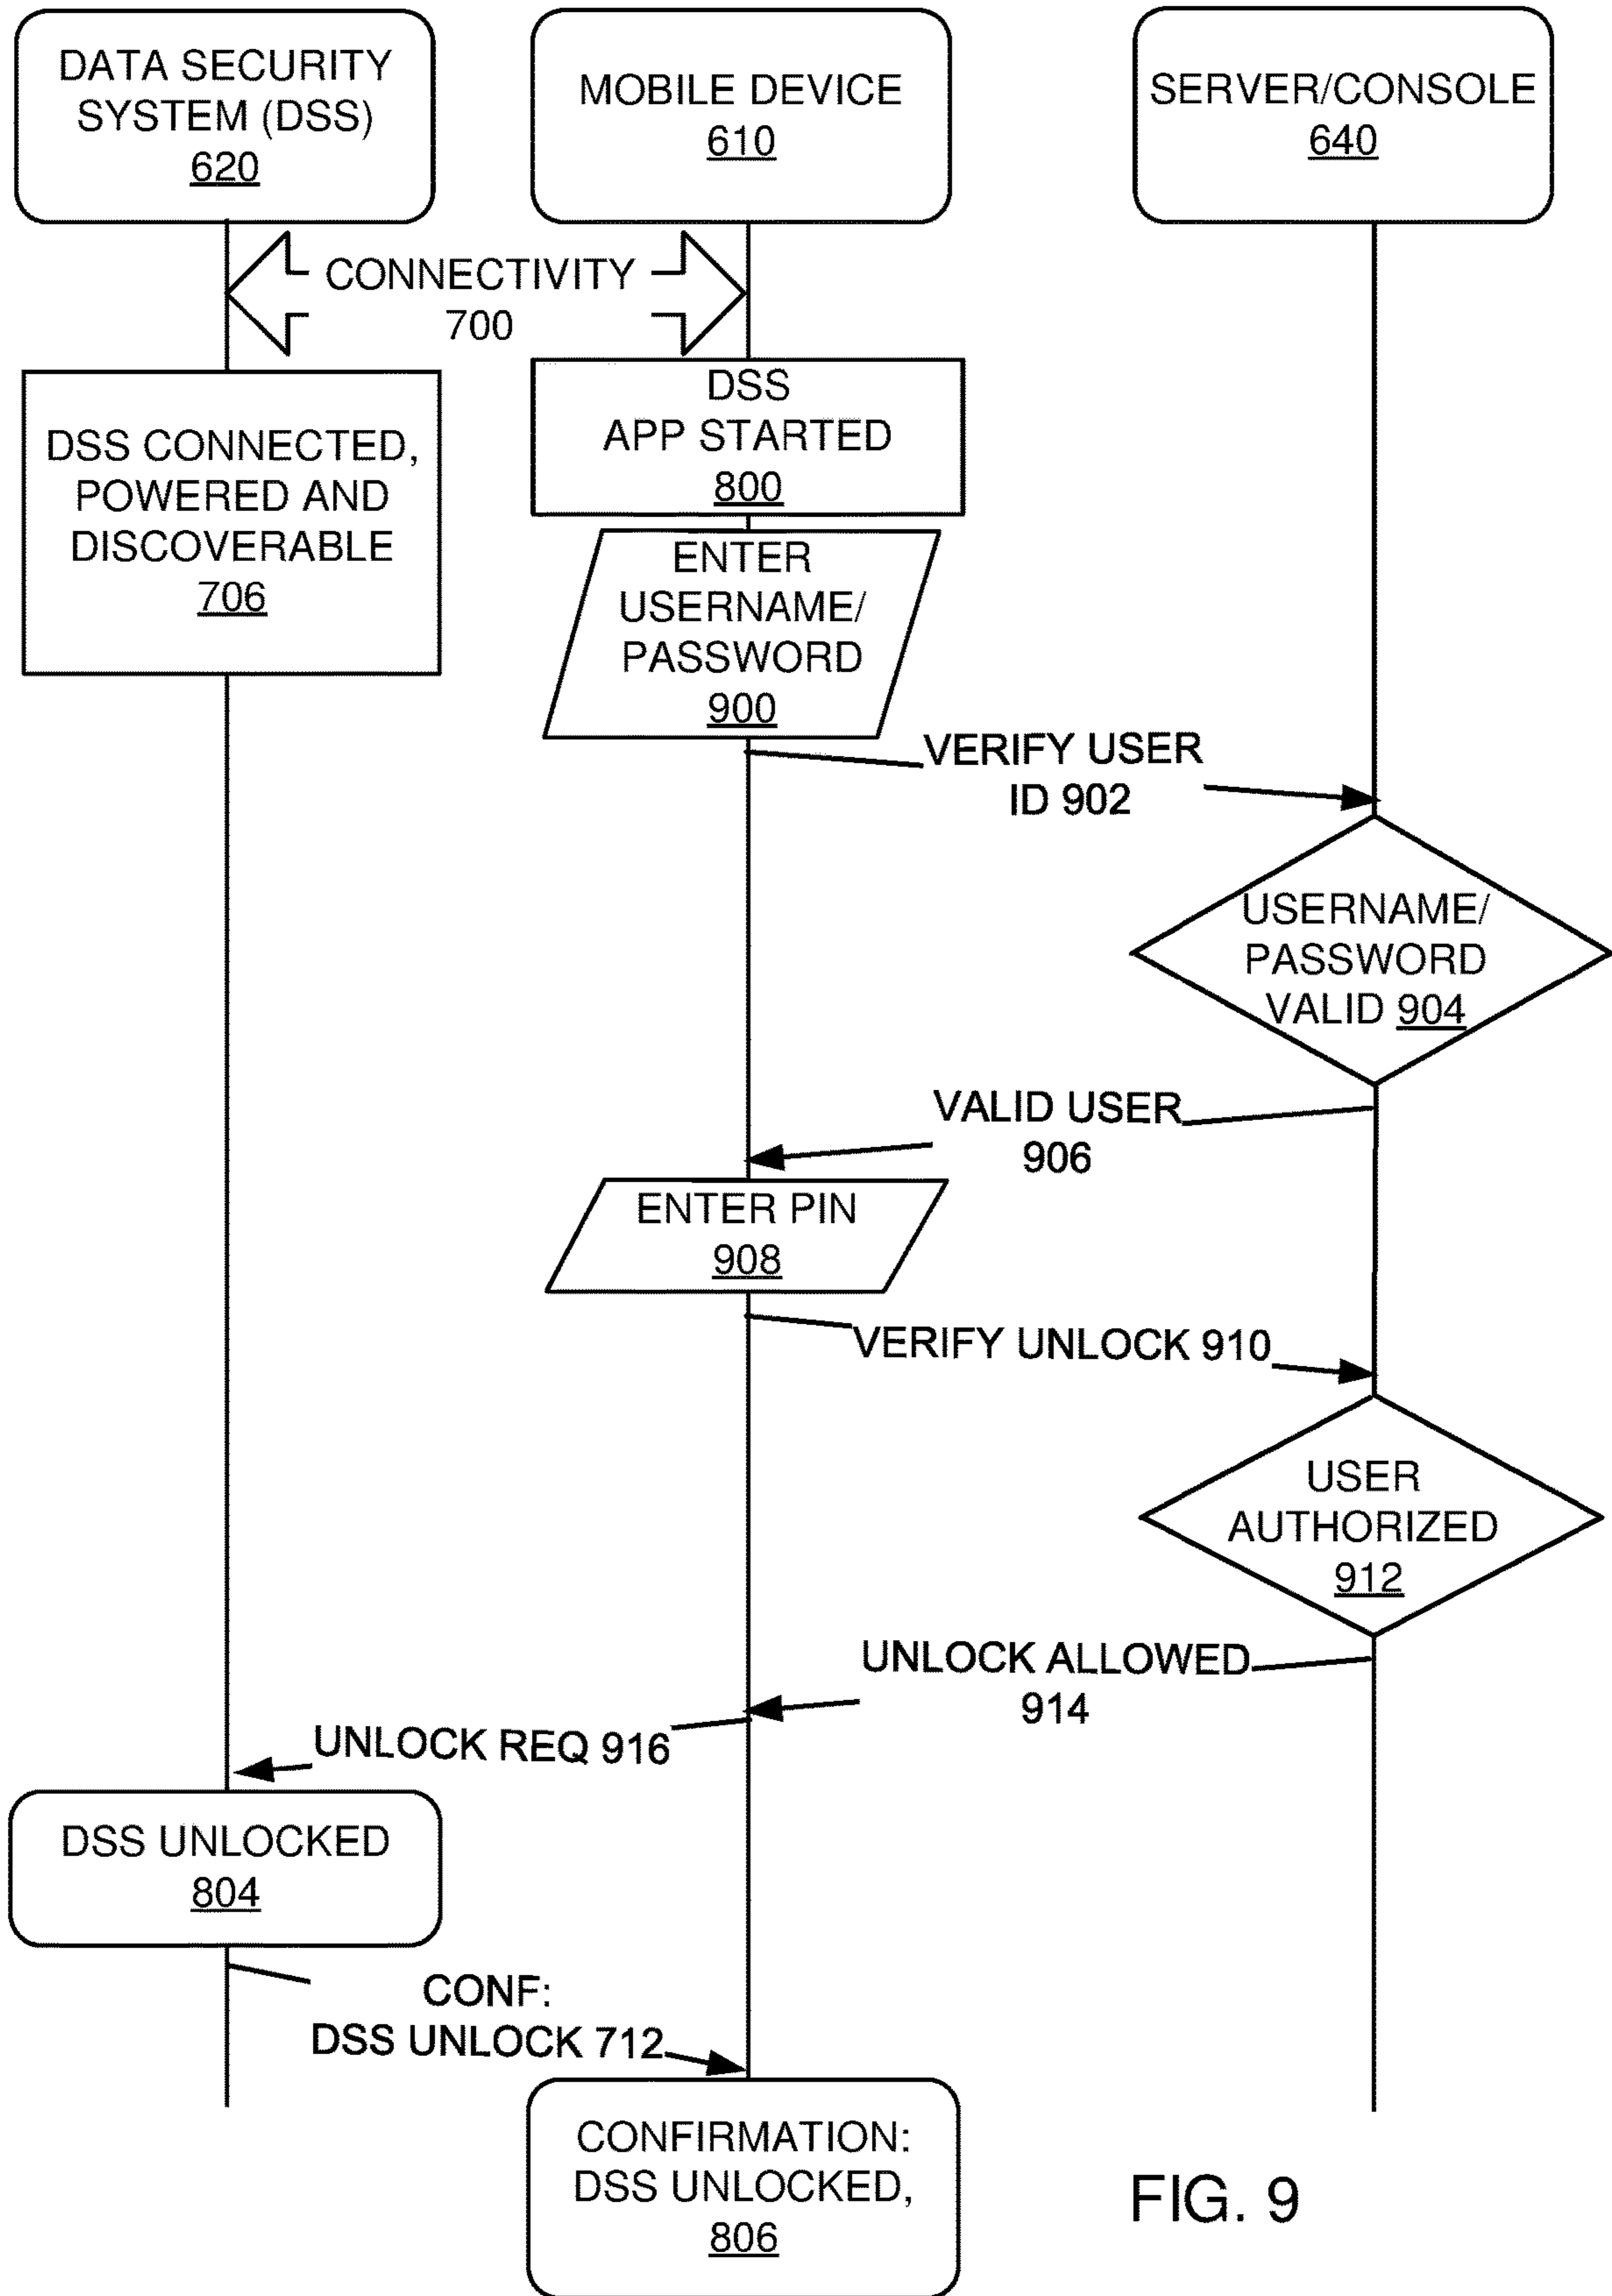 DATA SECURITY
SYSTEM (DSS)
620
MOBILE DEVICE
610
SERVER/CONSOLE
640
CONNECTIVITY
700
DSS CONNECTED,
POWERED AND
DISCOVERABLE
706
DSS
APP STARTED
800
ENTER
USERNAME/
PASSWORD
900
VERIFY USER
ID 902
USERNAME/
PASSWORD
VALID 904
VALID USER
906
ENTER PIN
908
VERIFY UNLOCK 910
USER
AUTHORIZED
912
UNLOCK ALLOWED
914
UNLOCK REQ 916
DSS UNLOCKED
804
CONF:
DSS UNLOCK 712
CONFIRMATION:
DSS UNLOCKED,
806
FIG. 9